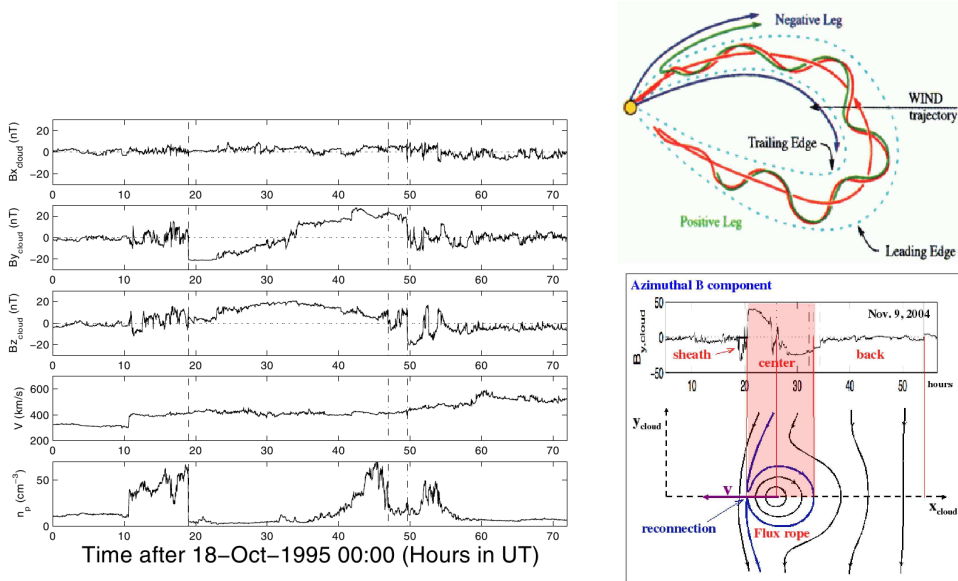 Bx_cloud (nT)
20
0
−20
0 10 20 30 40 50 60 70
By_cloud (nT)
20
0
−20
0 10 20 30 40 50 60 70
Bz_cloud (nT)
20
0
−20
0 10 20 30 40 50 60 70
V (km/s)
600
400
200
0 10 20 30 40 50 60 70
n_p (cm⁻³)
50
0
0 10 20 30 40 50 60 70
Time after 18−Oct−1995 00:00 (Hours in UT)
Negative Leg
WIND
trajectory
Trailing Edge
Positive Leg
Leading Edge
Azimuthal B component
B_y,cloud
50
0
−50
Nov. 9, 2004
sheath
center
back
10 20 30 40 50 hours
y_cloud
V
x_cloud
reconnection
Flux rope